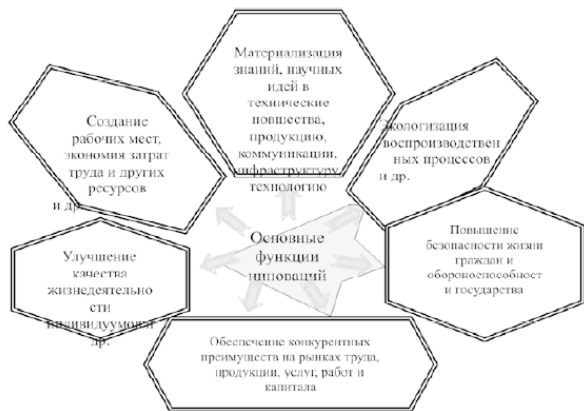 Материализация
знаний, научных
идей в
технические
новшества,
продукцию,
коммуникации,
инфраструктуру,
технологию
Создание
рабочих мест,
экономия затрат
труда и других
ресурсов
и др.
Экологизация
воспроизводствен
ных процессов
и др.
Основные
функции
инноваций
Улучшение
качества
жизнедеятельно
сти
индивидуумов и
др.
Повышение
безопасности жизни
граждан и
обороноспособност
и государства
Обеспечение конкурентных
преимуществ на рынках труда,
продукции, услуг, работ и
капитала